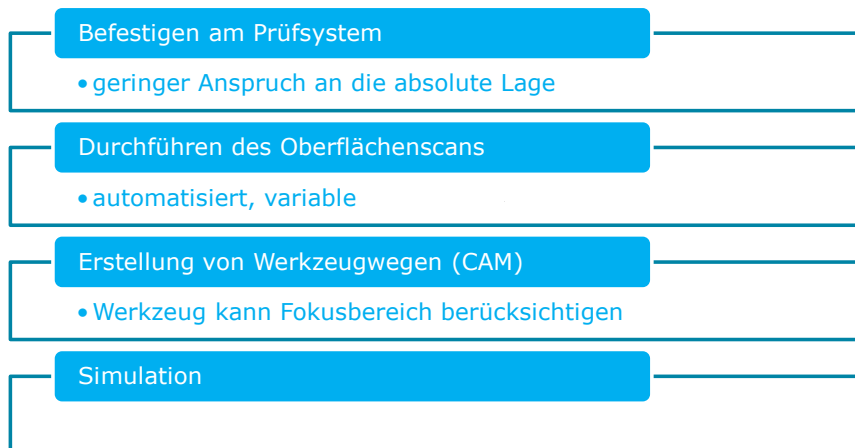 Befestigen am Prüfsystem
• geringer Anspruch an die absolute Lage
Durchführen des Oberflächenscans
• automatisiert, variable
Erstellung von Werkzeugwegen (CAM)
• Werkzeug kann Fokusbereich berücksichtigen
Simulation